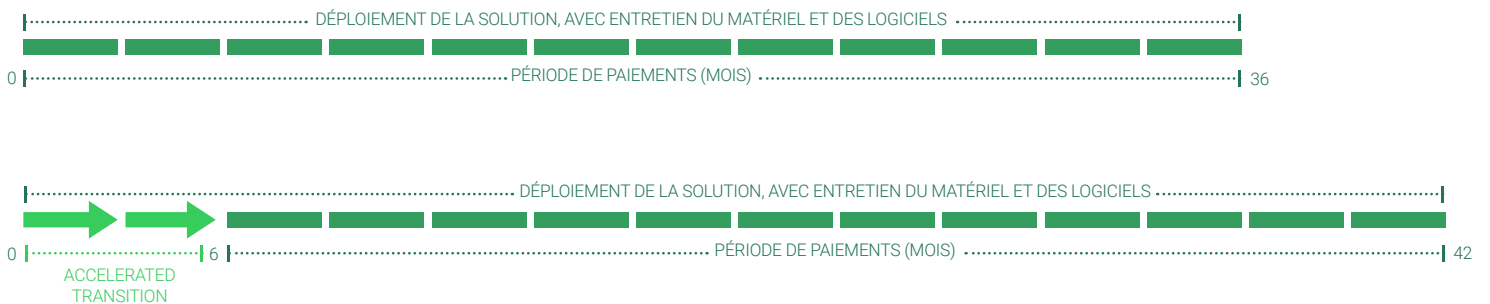 DÉPLOIEMENT DE LA SOLUTION, AVEC ENTRETIEN DU MATÉRIEL ET DES LOGICIELS
0 PÉRIODE DE PAIEMENTS (MOIS) 36
DÉPLOIEMENT DE LA SOLUTION, AVEC ENTRETIEN DU MATÉRIEL ET DES LOGICIELS
0 6 PÉRIODE DE PAIEMENTS (MOIS) 42
ACCELERATED
TRANSITION